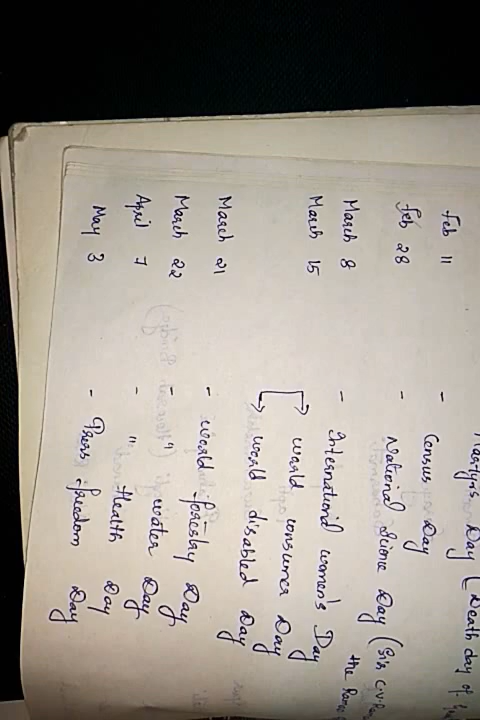 Martyrs Day (Death day of
Feb 11 - Census Day
Feb 28 - National Science Day (Sir C.V. Ra
the Rama
March 8 - International women's Day
March 15 → world consumer Day
→ world disabled Day
March 21 - world forestry Day
March 22 - " water Day
April 7 - " Health Day
May 3 - Press freedom Day